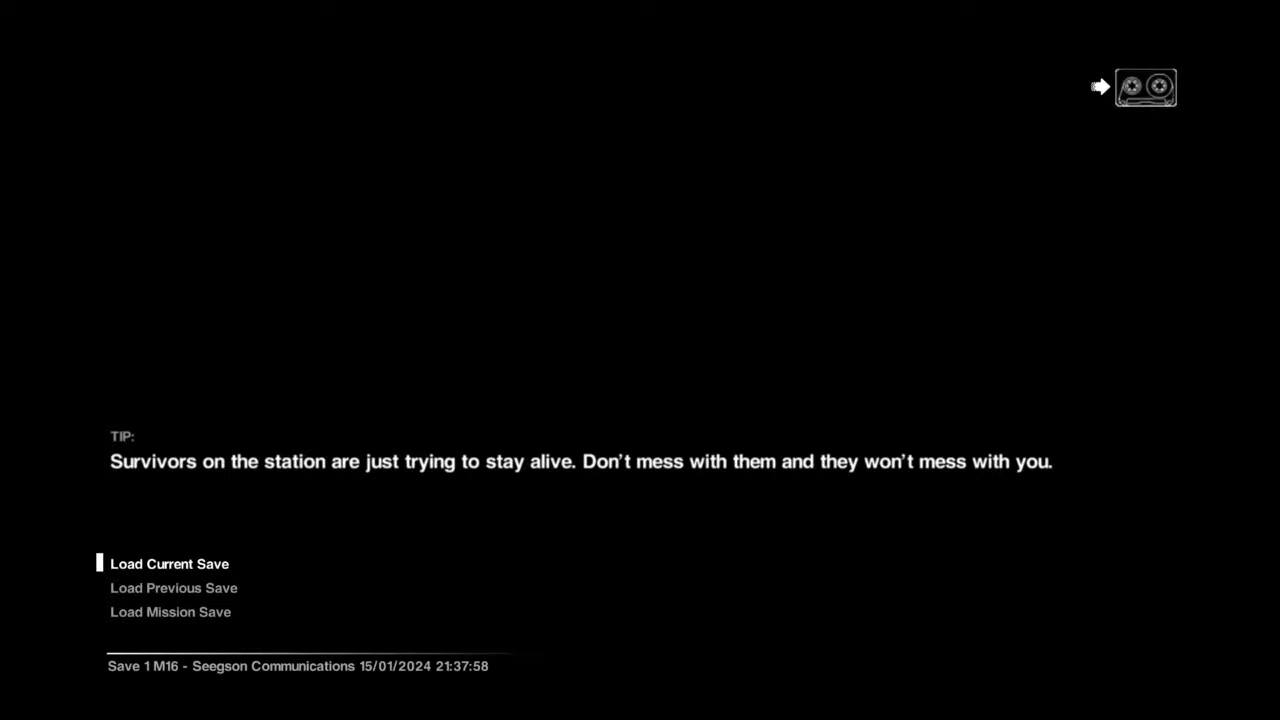 TIP:
Survivors on the station are just trying to stay alive. Don’t mess with them and they won’t mess with you.
Load Current Save
Load Previous Save
Load Mission Save
Save 1 M16 - Seegson Communications 15/01/2024 21:37:58